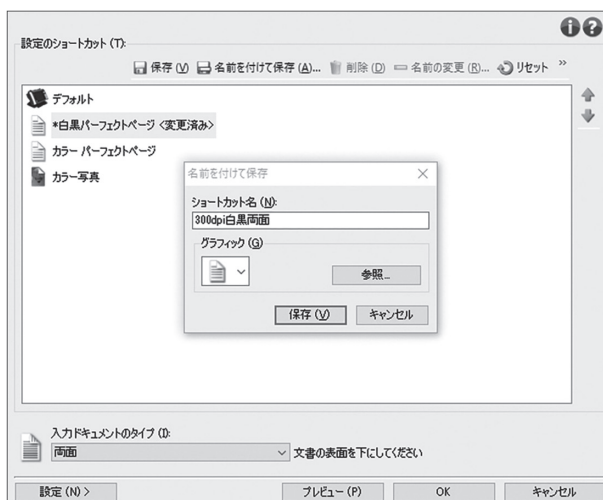 設定のショートカット (T):
保存 (V) 名前を付けて保存 (A)... 削除 (D) 名前の変更 (R)... リセット »
デフォルト
*白黒パーフェクトページ <変更済み>
カラー パーフェクトページ
カラー写真
名前を付けて保存
ショートカット名 (N):
300dpi白黒両面
グラフィック (G)
参照...
保存 (V) キャンセル
入力ドキュメントのタイプ (I):
両面 文書の表面を下にしてください
設定 (N) > プレビュー (P) OK キャンセル